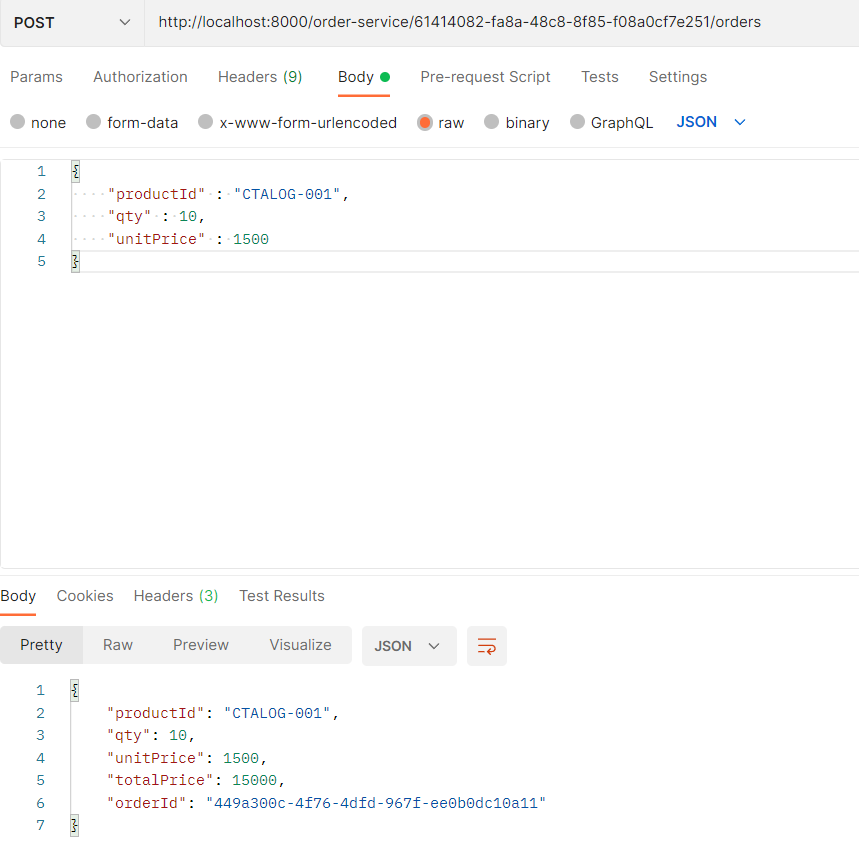 POST http://localhost:8000/order-service/61414082-fa8a-48c8-8f85-f08a0cf7e251/orders
Params Authorization Headers (9) Body Pre-request Script Tests Settings
none form-data x-www-form-urlencoded raw binary GraphQL JSON
1 {
2 "productId" : "CTALOG-001",
3 "qty" : 10,
4 "unitPrice" : 1500
5 }
Body Cookies Headers (3) Test Results
Pretty Raw Preview Visualize JSON
1 {
2 "productId": "CTALOG-001",
3 "qty": 10,
4 "unitPrice": 1500,
5 "totalPrice": 15000,
6 "orderId": "449a300c-4f76-4dfd-967f-ee0b0dc10a11"
7 }